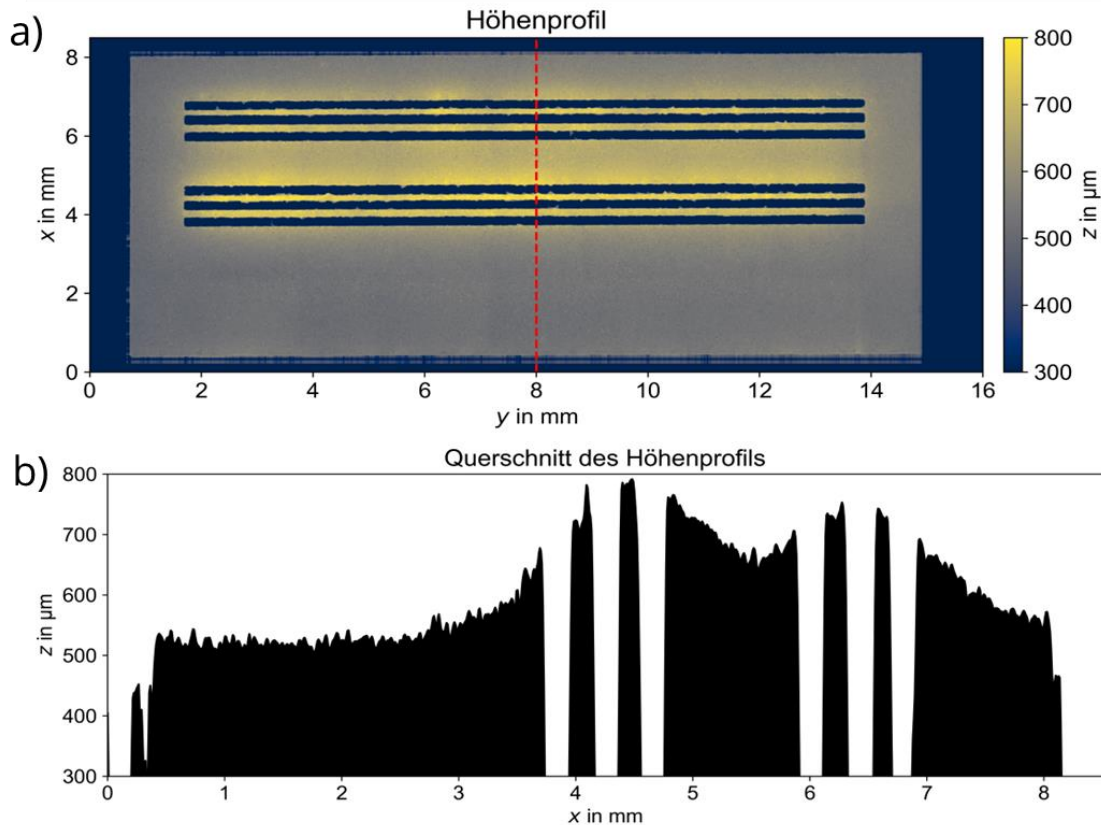 a)
Höhenprofil
8
6
4
2
0
x in mm
0 2 4 6 8 10 12 14 16
y in mm
800
700
600
500
400
300
z in µm
b)
Querschnitt des Höhenprofils
800
700
600
500
400
300
z in µm
0 1 2 3 4 5 6 7 8
x in mm